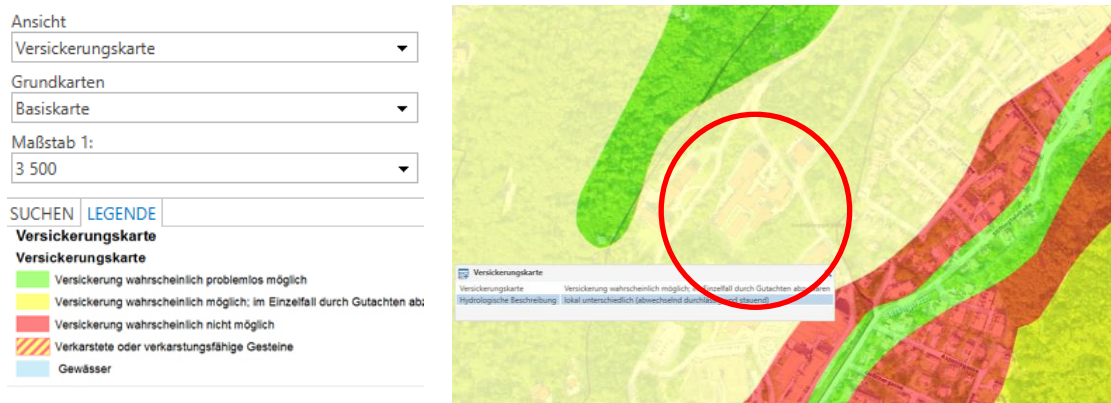 Ansicht
Versickerungskarte
Grundkarten
Basiskarte
Maßstab 1:
3 500
SUCHEN LEGENDE
Versickerungskarte
Versickerungskarte
Versickerung wahrscheinlich problemlos möglich
Versickerung wahrscheinlich möglich; im Einzelfall durch Gutachten abz
Versickerung wahrscheinlich nicht möglich
Verkarstete oder verkarstungsfähige Gesteine
Gewässer
Versickerungskarte
Versickerungskarte Versickerung wahrscheinlich möglich; im Einzelfall durch Gutachten
Hydrologische Beschreibung lokal unterschiedlich (abwechselnd durchlässig und stauend)